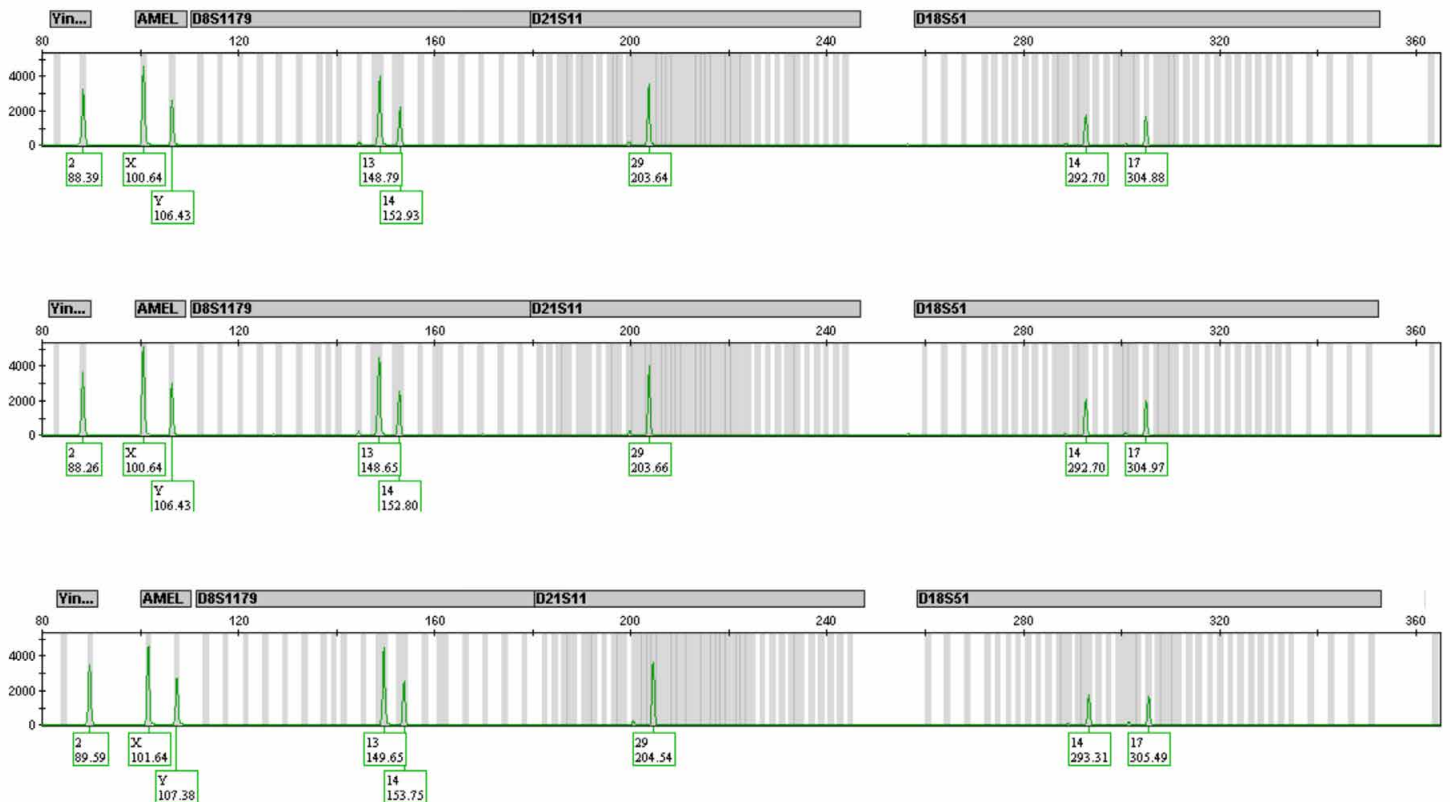 Yin... AMEL D8S1179 D21S11 D18S51
80 120 160 200 240 280 320 360
4000
2000
0
2 X 13 29 14 17
88.39 100.64 148.79 203.64 292.70 304.88
Y 14
106.43 152.93
Yin... AMEL D8S1179 D21S11 D18S51
80 120 160 200 240 280 320 360
4000
2000
0
2 X 13 29 14 17
88.26 100.64 148.65 203.66 292.70 304.97
Y 14
106.43 152.80
Yin... AMEL D8S1179 D21S11 D18S51
80 120 160 200 240 280 320 360
4000
2000
0
2 X 13 29 14 17
89.59 101.64 149.65 204.54 293.31 305.49
Y 14
107.38 153.75